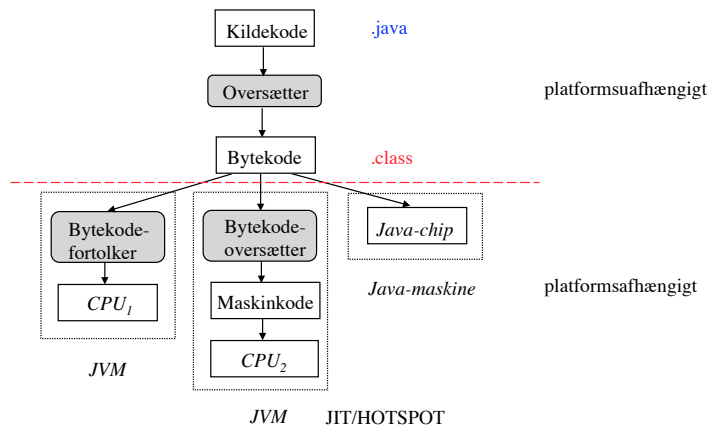 Kildekode
.java
Oversætter
platformsuafhængigt
Bytekode
.class
Bytekode-
fortolker
Bytekode-
oversætter
Java-chip
CPU1
Maskinkode
Java-maskine
platformsafhængigt
CPU2
JVM
JVM JIT/HOTSPOT